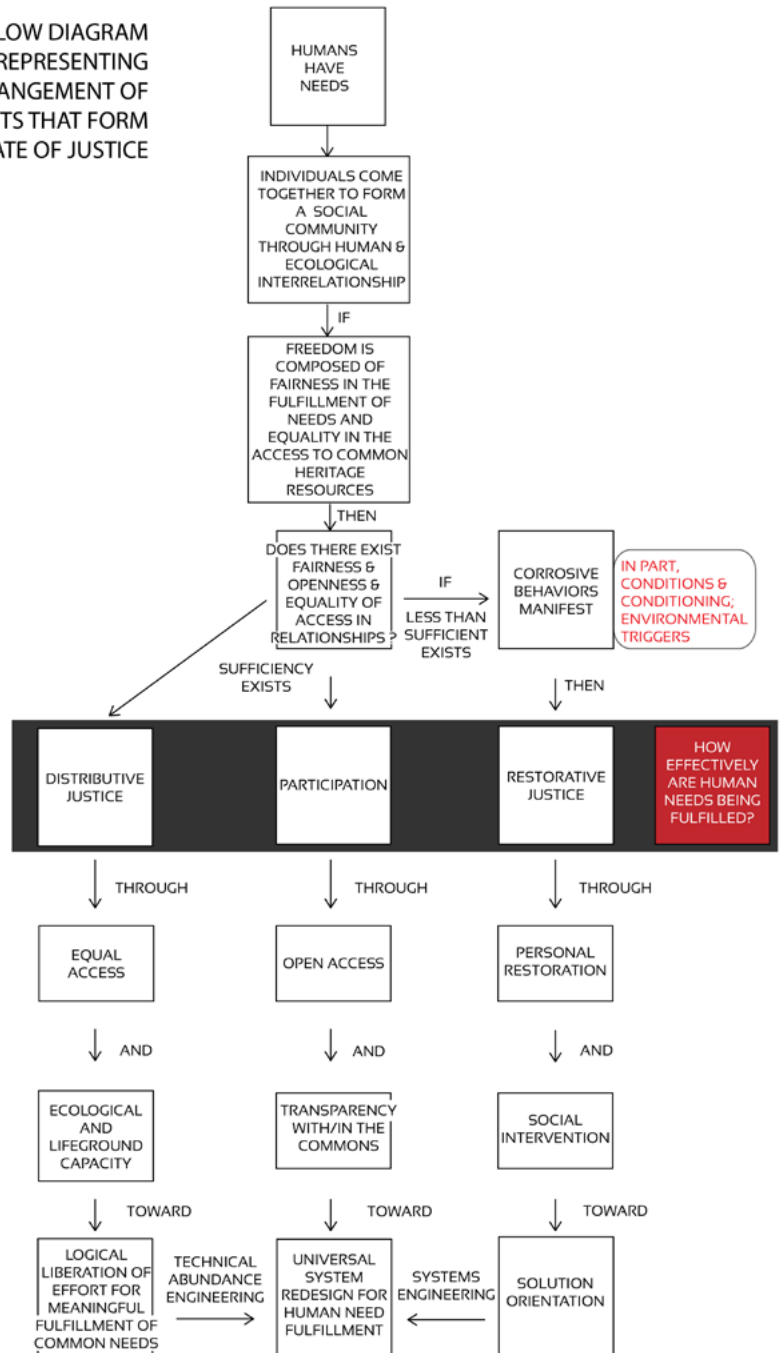 LOW DIAGRAM
REPRESENTING
ANGEMENT OF
TS THAT FORM
ATE OF JUSTICE
HUMANS
HAVE
NEEDS
INDIVIDUALS COME
TOGETHER TO FORM
A SOCIAL
COMMUNITY
THROUGH HUMAN &
ECOLOGICAL
INTERRELATIONSHIP
IF
FREEDOM IS
COMPOSED OF
FAIRNESS IN THE
FULFILLMENT OF
NEEDS AND
EQUALITY IN THE
ACCESS TO COMMON
HERITAGE
RESOURCES
THEN
DOES THERE EXIST
FAIRNESS &
OPENNESS &
EQUALITY OF
ACCESS IN
RELATIONSHIPS ?
IF
LESS THAN
SUFFICIENT
EXISTS
CORROSIVE
BEHAVIORS
MANIFEST
IN PART,
CONDITIONS &
CONDITIONING;
ENVIRONMENTAL
TRIGGERS
SUFFICIENCY
EXISTS
THEN
DISTRIBUTIVE
JUSTICE
PARTICIPATION
RESTORATIVE
JUSTICE
HOW
EFFECTIVELY
ARE HUMAN
NEEDS BEING
FULFILLED?
THROUGH
THROUGH
THROUGH
EQUAL
ACCESS
OPEN ACCESS
PERSONAL
RESTORATION
AND
AND
AND
ECOLOGICAL
AND
LIFEGROUND
CAPACITY
TRANSPARENCY
WITH/IN THE
COMMONS
SOCIAL
INTERVENTION
TOWARD
TOWARD
TOWARD
LOGICAL
LIBERATION OF
EFFORT FOR
MEANINGFUL
FULFILLMENT OF
COMMON NEEDS
TECHNICAL
ABUNDANCE
ENGINEERING
UNIVERSAL
SYSTEM
REDESIGN FOR
HUMAN NEED
FULFILLMENT
SYSTEMS
ENGINEERING
SOLUTION
ORIENTATION